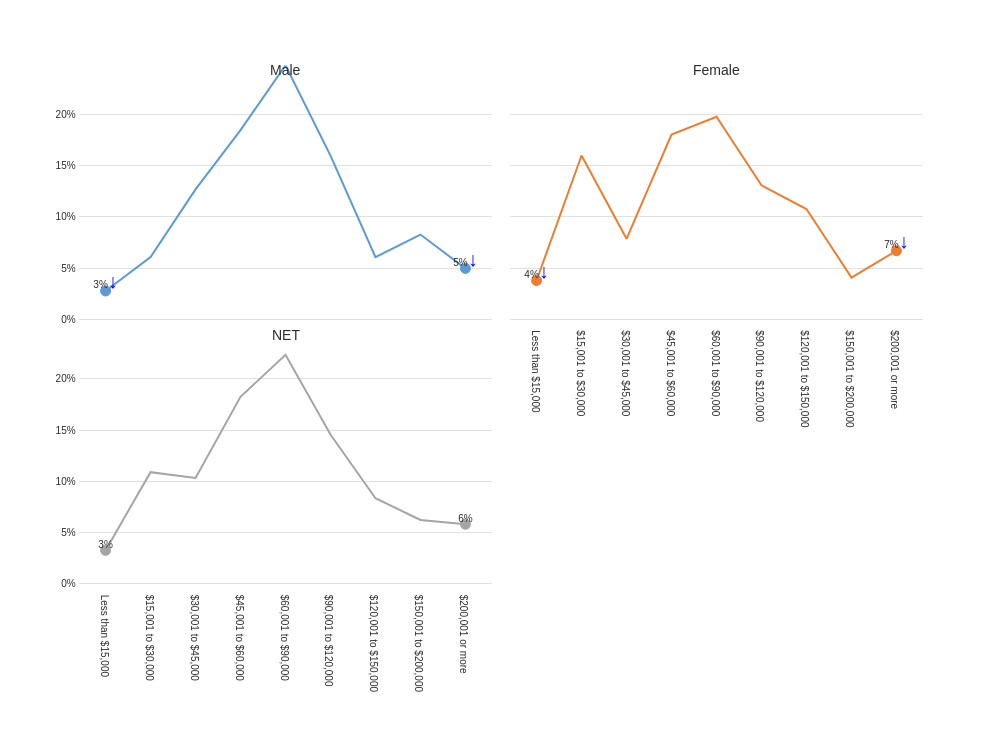 Male
20%
15%
10%
5%
0%
3%↓
5%↓
Female
4%↓
7%↓
Less than $15,000
$15,001 to $30,000
$30,001 to $45,000
$45,001 to $60,000
$60,001 to $90,000
$90,001 to $120,000
$120,001 to $150,000
$150,001 to $200,000
$200,001 or more
NET
20%
15%
10%
5%
0%
3%
6%
Less than $15,000
$15,001 to $30,000
$30,001 to $45,000
$45,001 to $60,000
$60,001 to $90,000
$90,001 to $120,000
$120,001 to $150,000
$150,001 to $200,000
$200,001 or more